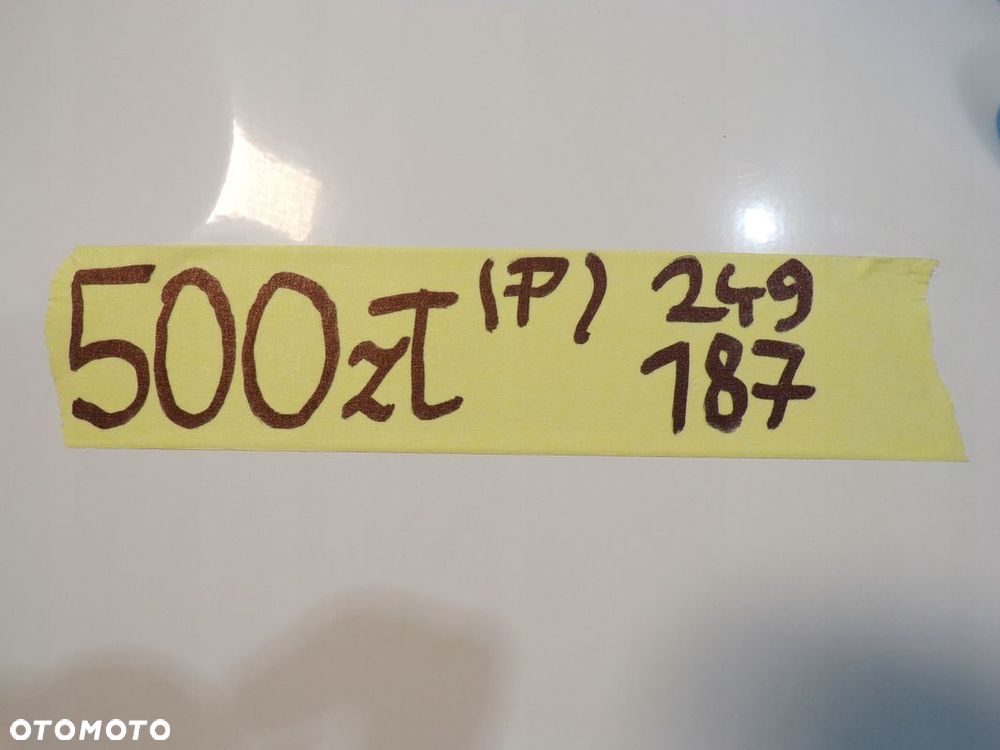 500zł (P) 249
187
OTOMOTO